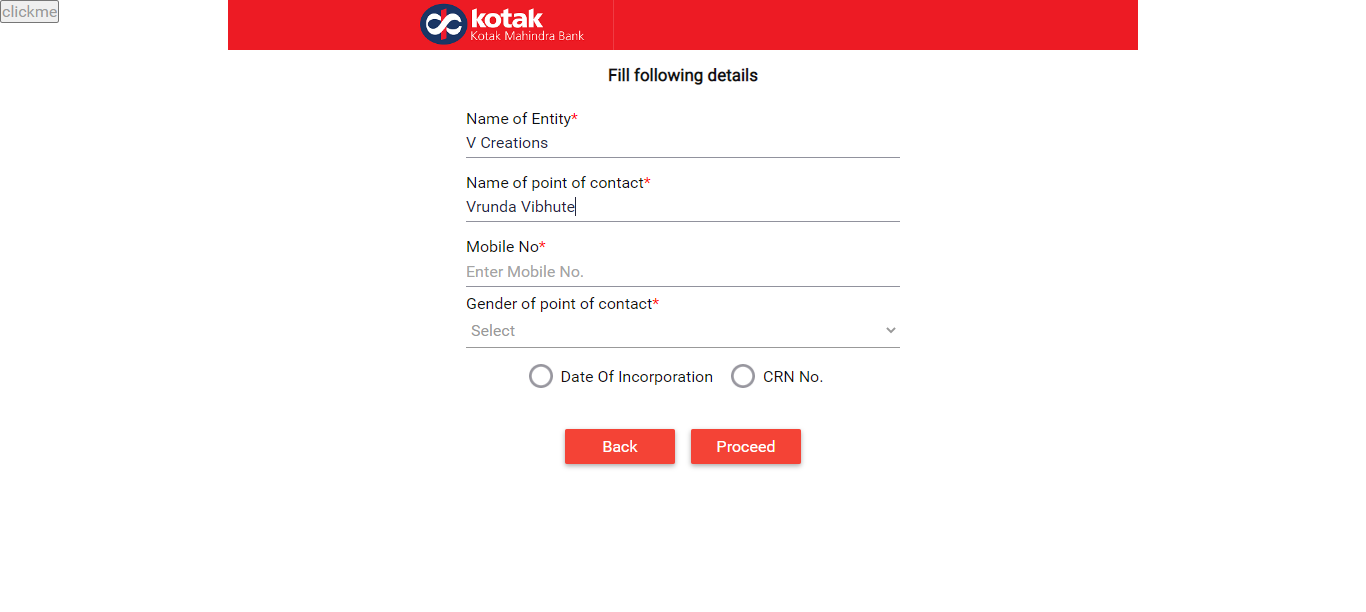 clickme
kotak
Kotak Mahindra Bank
Fill following details
Name of Entity*
V Creations
Name of point of contact*
Vrunda Vibhute
Mobile No*
Enter Mobile No.
Gender of point of contact*
Select
Date Of Incorporation CRN No.
Back Proceed